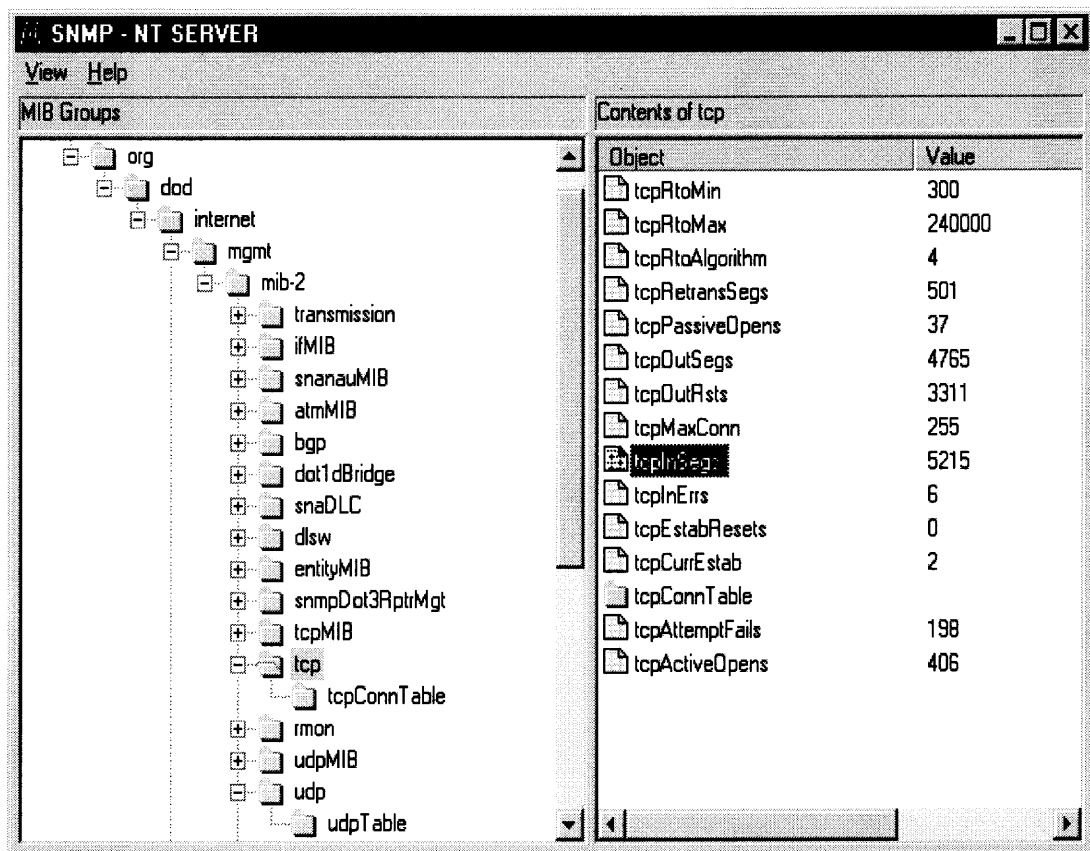 SNMP - NT SERVER
View Help
MIB Groups
Contents of tcp
org
dod
internet
mgmt
mib-2
transmission
ifMIB
snanauMIB
atmMIB
bgp
dot1dBridge
snaDLC
dlsw
entityMIB
snmpDot3RptrMgt
tcpMIB
tcp
tcpConnTable
rmon
udpMIB
udp
udpTable
Object Value
tcpRtoMin 300
tcpRtoMax 240000
tcpRtoAlgorithm 4
tcpRetransSegs 501
tcpPassiveOpens 37
tcpOutSegs 4765
tcpOutRsts 3311
tcpMaxConn 255
tcpInSegs 5215
tcpInErrs 6
tcpEstabResets 0
tcpCurrEstab 2
tcpConnTable
tcpAttemptFails 198
tcpActiveOpens 406